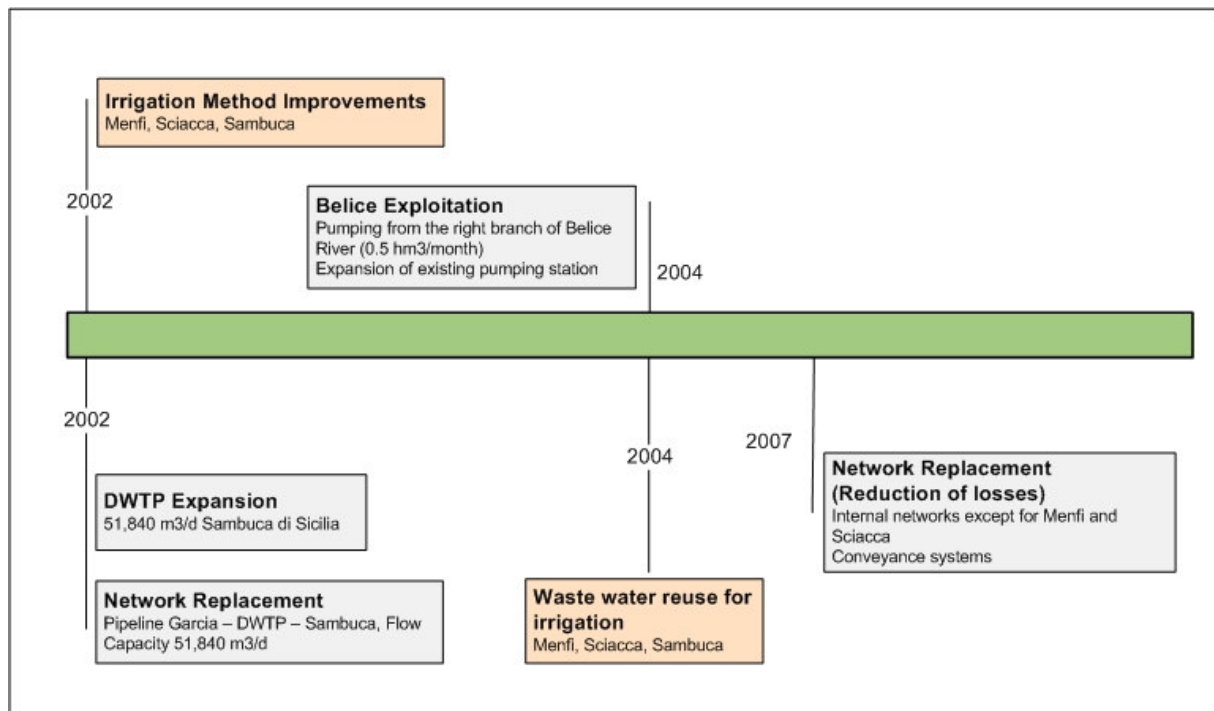 Irrigation Method Improvements
Menfi, Sciacca, Sambuca
2002
Belice Exploitation
Pumping from the right branch of Belice
River (0.5 hm3/month)
Expansion of existing pumping station
2004
2002
DWTP Expansion
51,840 m3/d Sambuca di Sicilia
Network Replacement
Pipeline Garcia – DWTP – Sambuca, Flow
Capacity 51,840 m3/d
2004
Waste water reuse for
irrigation
Menfi, Sciacca, Sambuca
2007
Network Replacement
(Reduction of losses)
Internal networks except for Menfi and
Sciacca
Conveyance systems